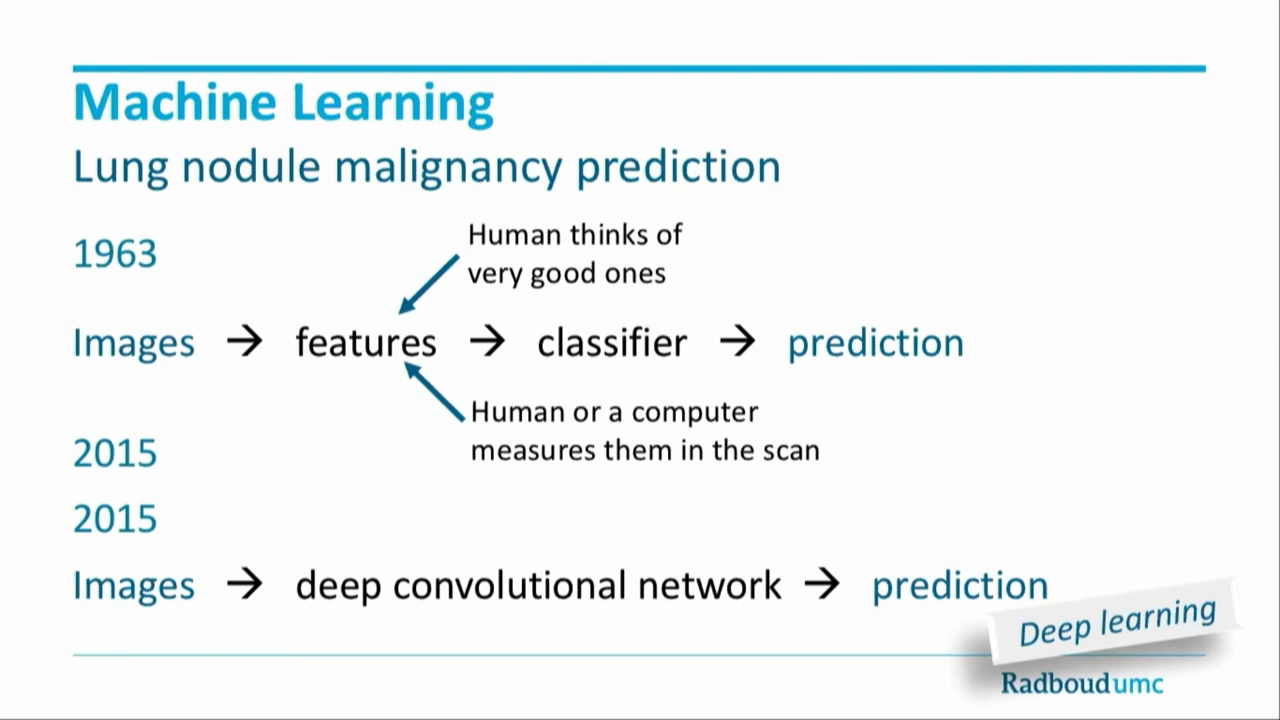 Machine Learning
Lung nodule malignancy prediction
1963
Human thinks of
very good ones
Images → features → classifier → prediction
Human or a computer
measures them in the scan
2015
2015
Images → deep convolutional network → prediction
Deep learning
Radboudumc